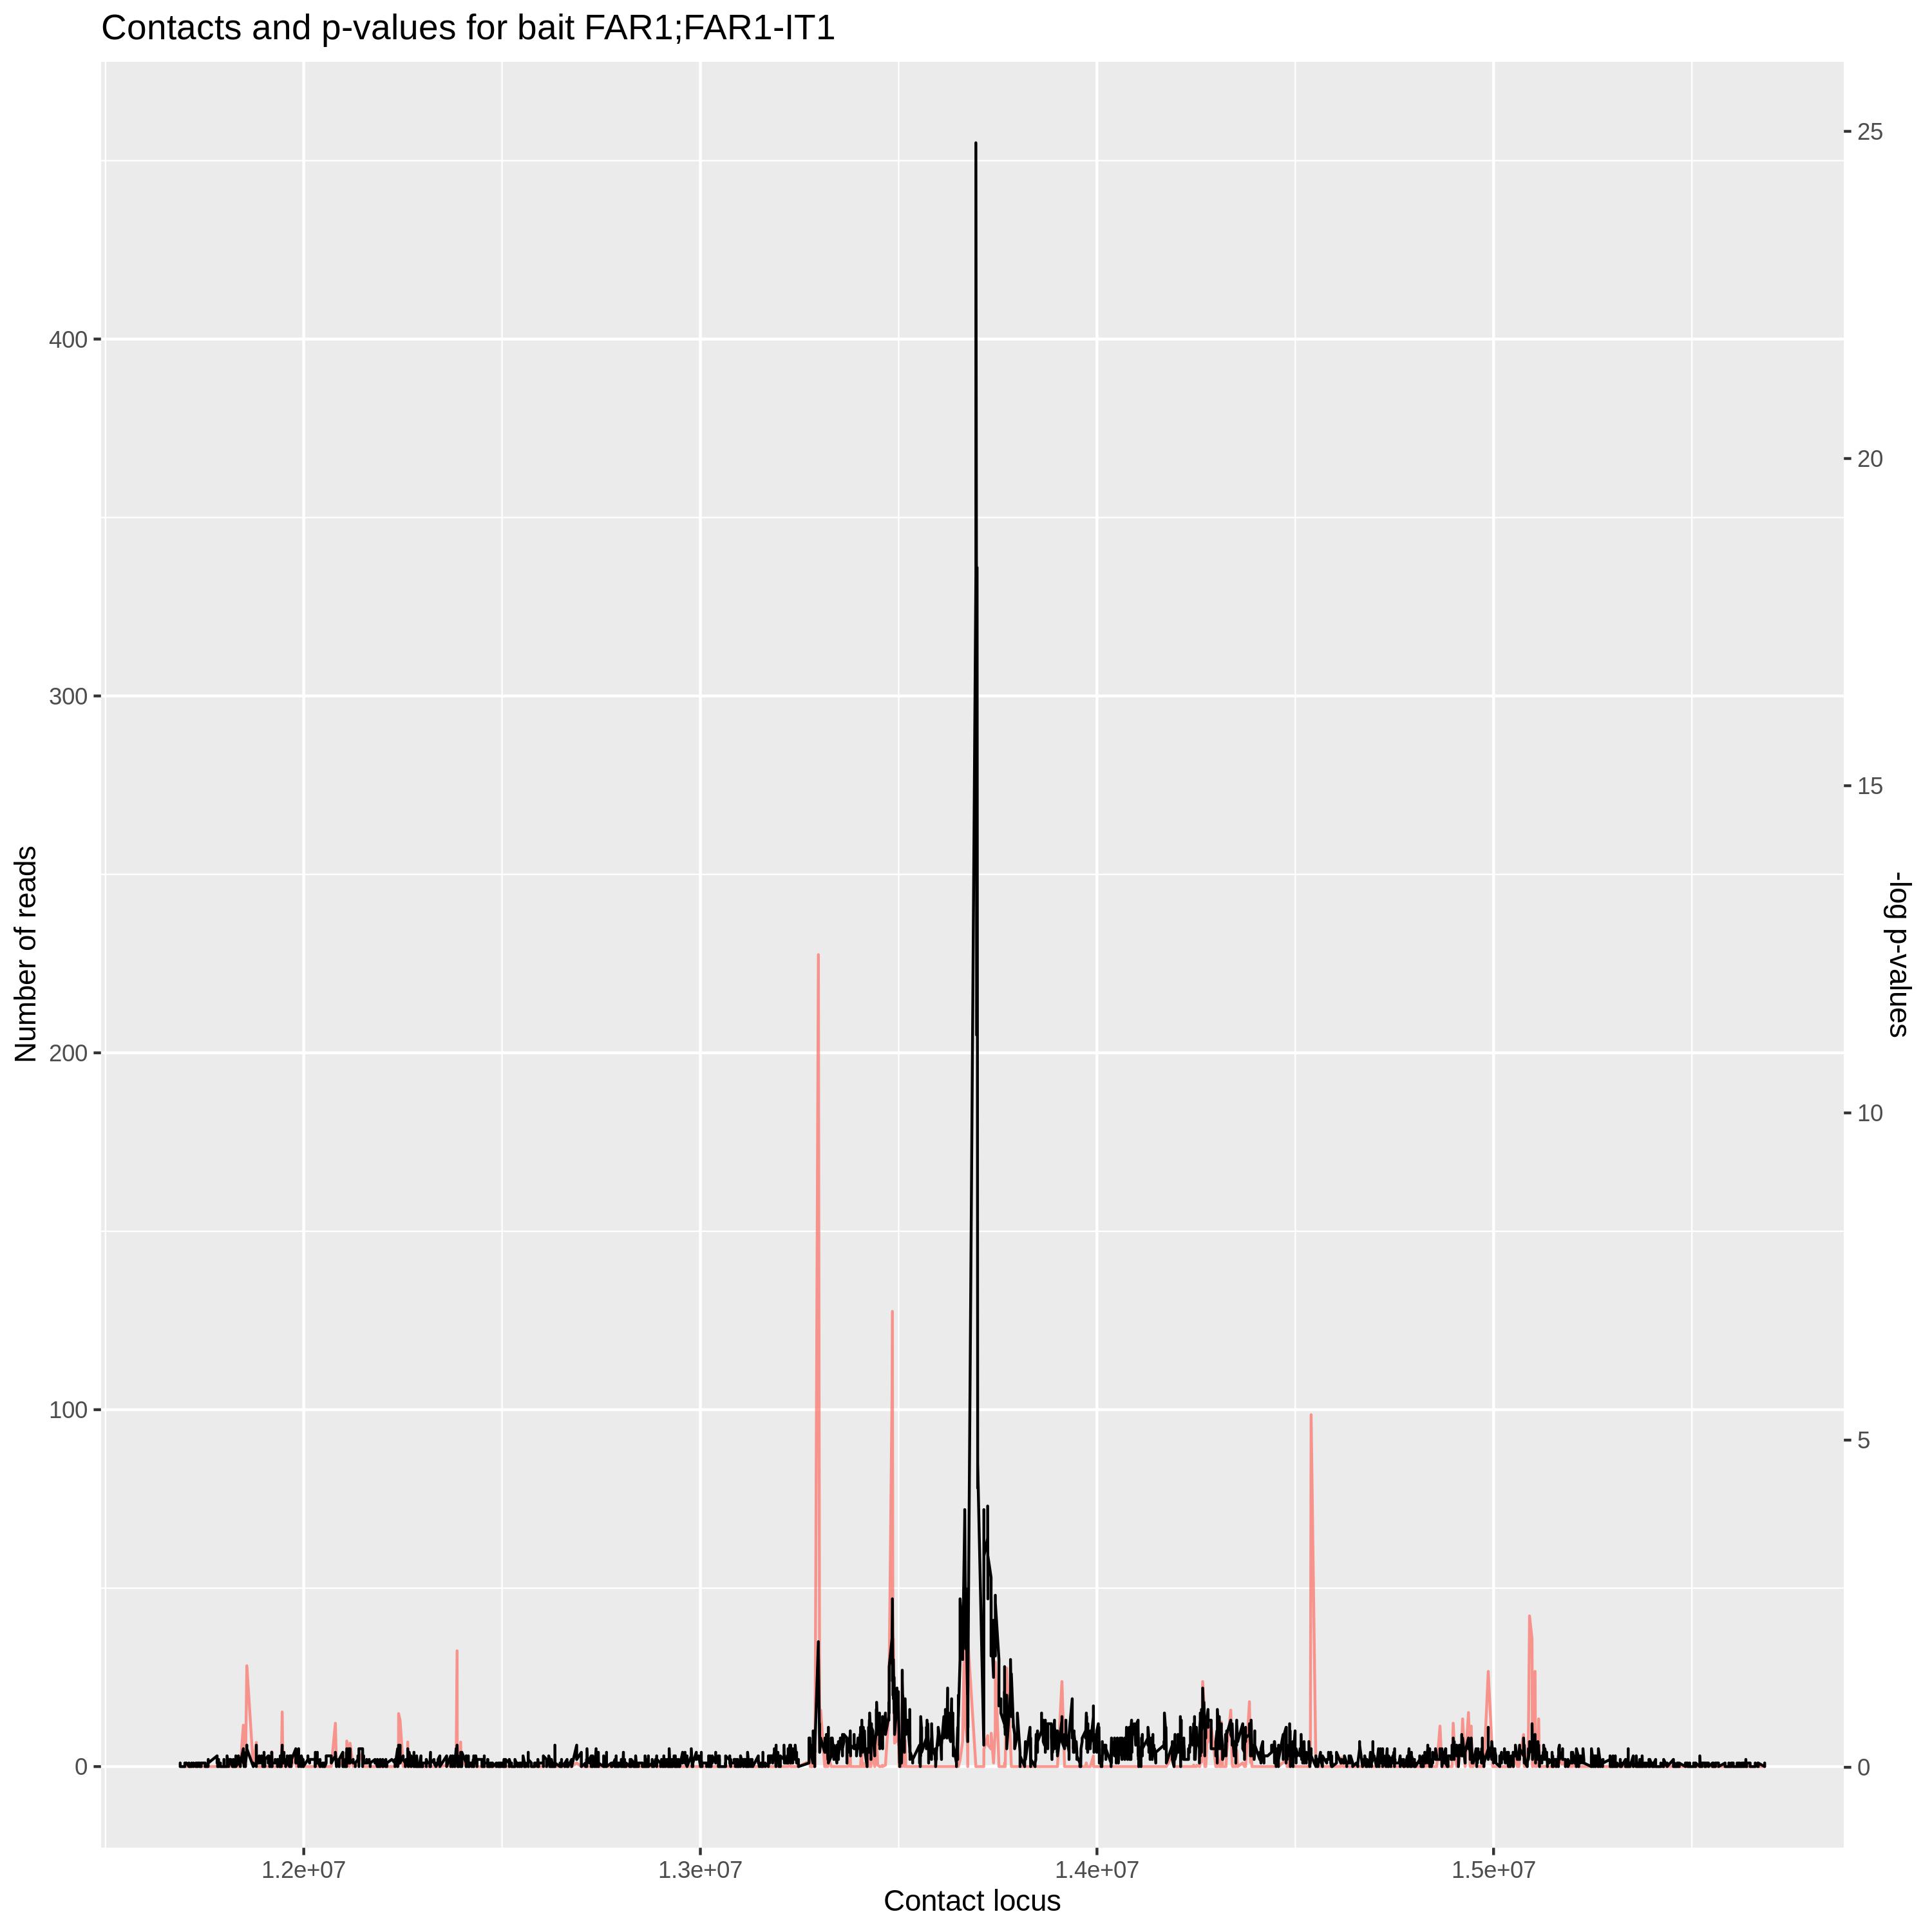 Contacts and p-values for bait FAR1;FAR1-IT1
Number of reads
400
300
200
100
0
25
20
15
10
5
0
-log p-values
1.2e+07 1.3e+07 1.4e+07 1.5e+07
Contact locus